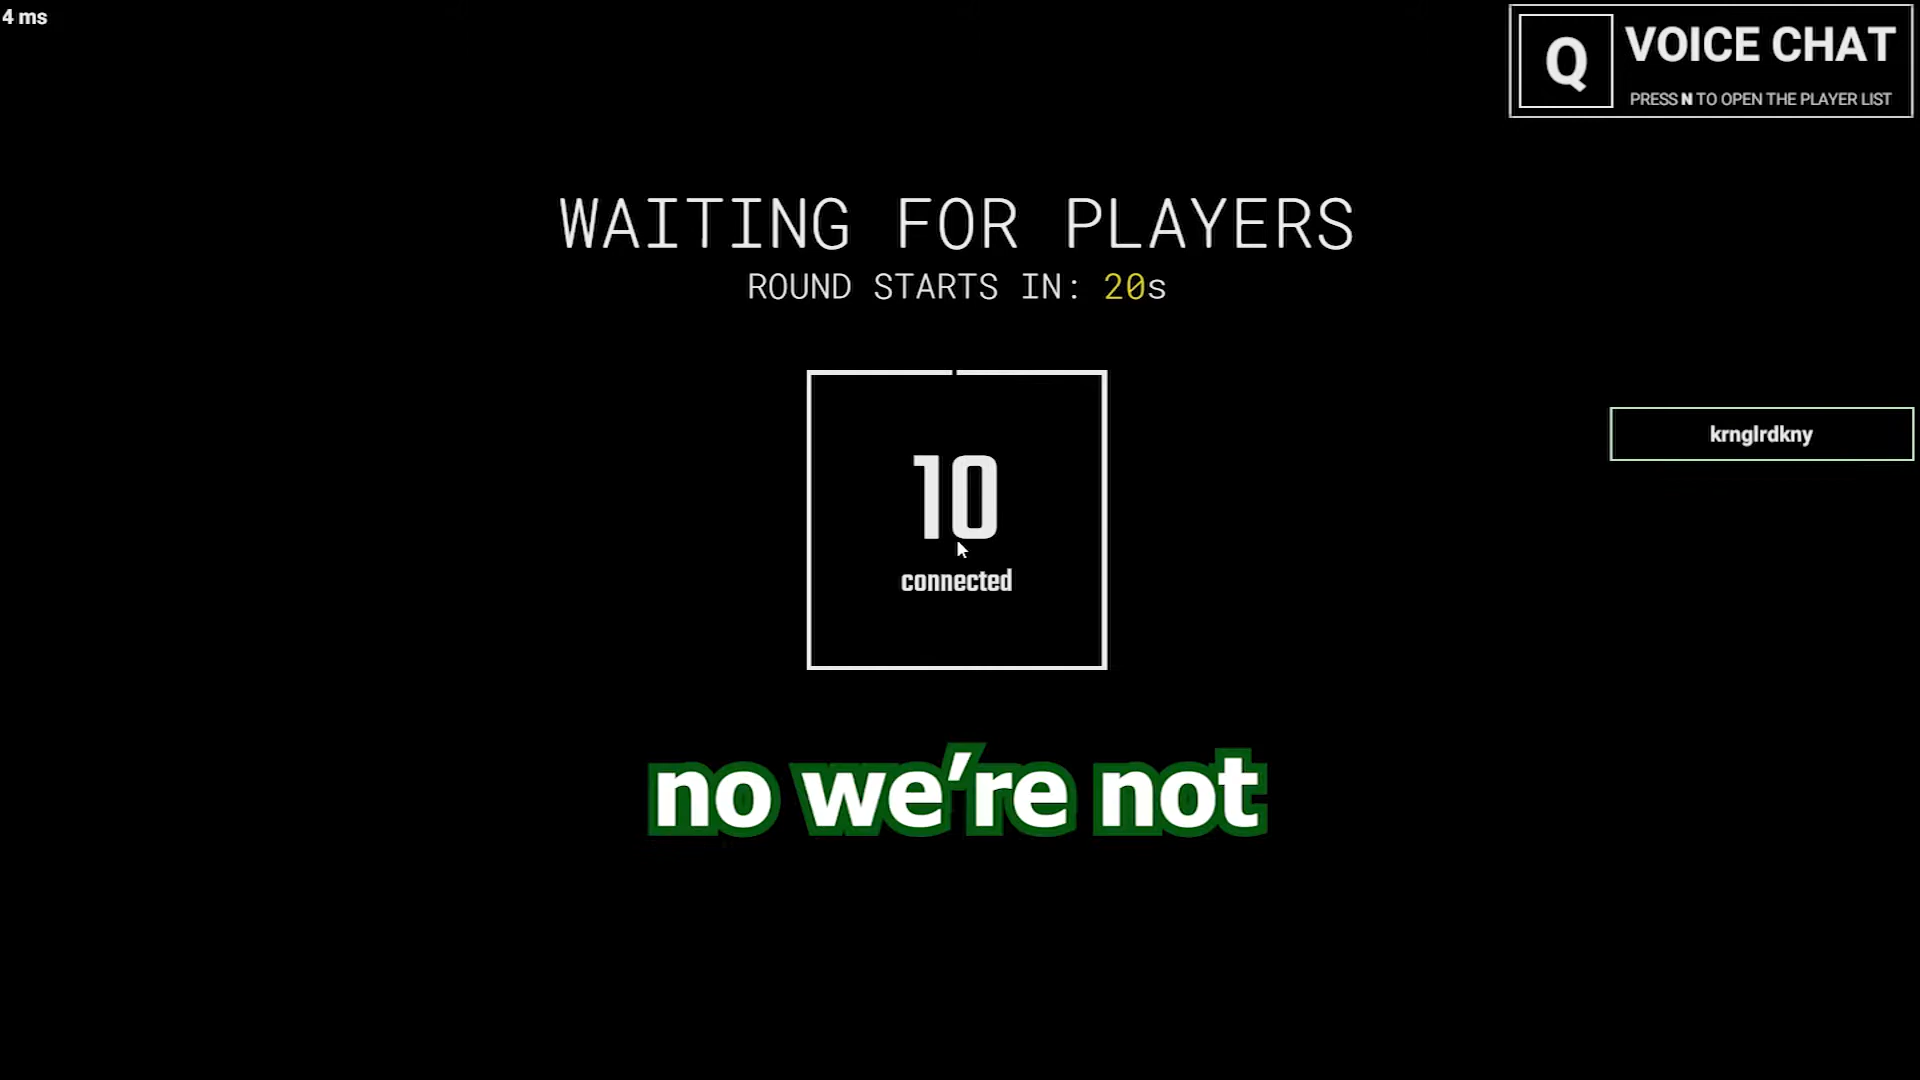 4 ms
Q
VOICE CHAT
PRESS N TO OPEN THE PLAYER LIST
WAITING FOR PLAYERS
ROUND STARTS IN: 20s
krnglrdkny
10
connected
no we’re not